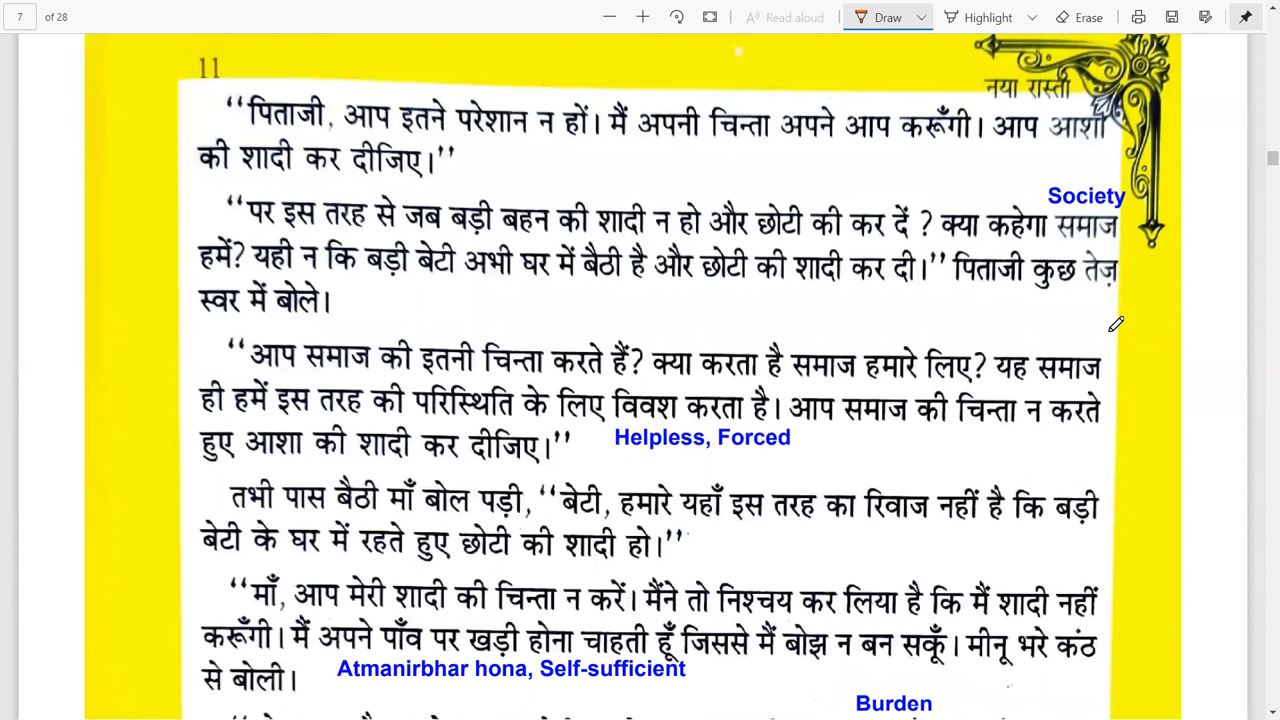 7 of 28 Read aloud Draw Highlight Erase
11
नया रास्ता
‘‘पिताजी, आप इतने परेशान न हों। मैं अपनी चिन्ता अपने आप करूँगी। आप आशा
की शादी कर दीजिए।’’
Society
‘‘पर इस तरह से जब बड़ी बहन की शादी न हो और छोटी की कर दें ? क्या कहेगा समाज
हमें? यही न कि बड़ी बेटी अभी घर में बैठी है और छोटी की शादी कर दी।’’ पिताजी कुछ तेज़
स्वर में बोले।
‘‘आप समाज की इतनी चिन्ता करते हैं? क्या करता है समाज हमारे लिए? यह समाज
ही हमें इस तरह की परिस्थिति के लिए विवश करता है। आप समाज की चिन्ता न करते
हुए आशा की शादी कर दीजिए।’’
Helpless, Forced
तभी पास बैठी माँ बोल पड़ी, ‘‘बेटी, हमारे यहाँ इस तरह का रिवाज नहीं है कि बड़ी
बेटी के घर में रहते हुए छोटी की शादी हो।’’
‘‘माँ, आप मेरी शादी की चिन्ता न करें। मैंने तो निश्चय कर लिया है कि मैं शादी नहीं
करूँगी। मैं अपने पाँव पर खड़ी होना चाहती हूँ जिससे मैं बोझ न बन सकूँ। मीनू भरे कंठ
से बोली।
Atmanirbhar hona, Self-sufficient
Burden